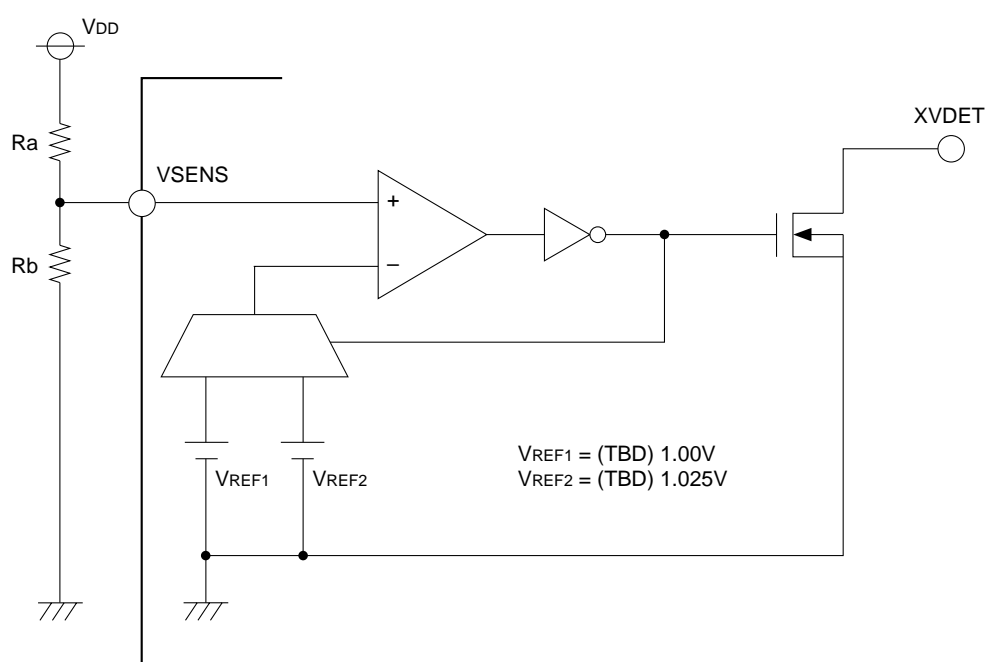 VDD
XVDET
Ra
VSENS
+
Rb
−
VREF1 = (TBD) 1.00V
VREF1
VREF2
VREF2 = (TBD) 1.025V